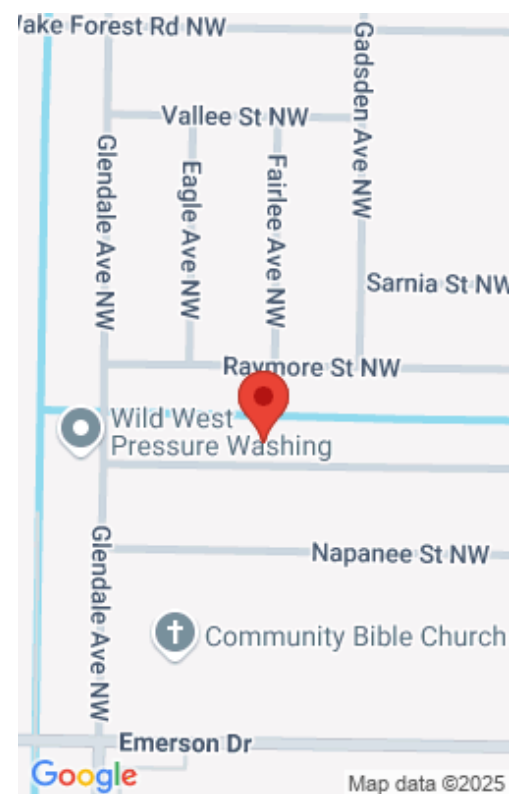 Wake Forest Rd NW
Gadsden Ave NW
Vallee St NW
Glendale Ave NW
Eagle Ave NW
Fairlee Ave NW
Sarnia St NW
Raymore St NW
Wild West
Pressure Washing
Glendale Ave NW
Napanee St NW
Community Bible Church
Emerson Dr
Google
Map data ©2025